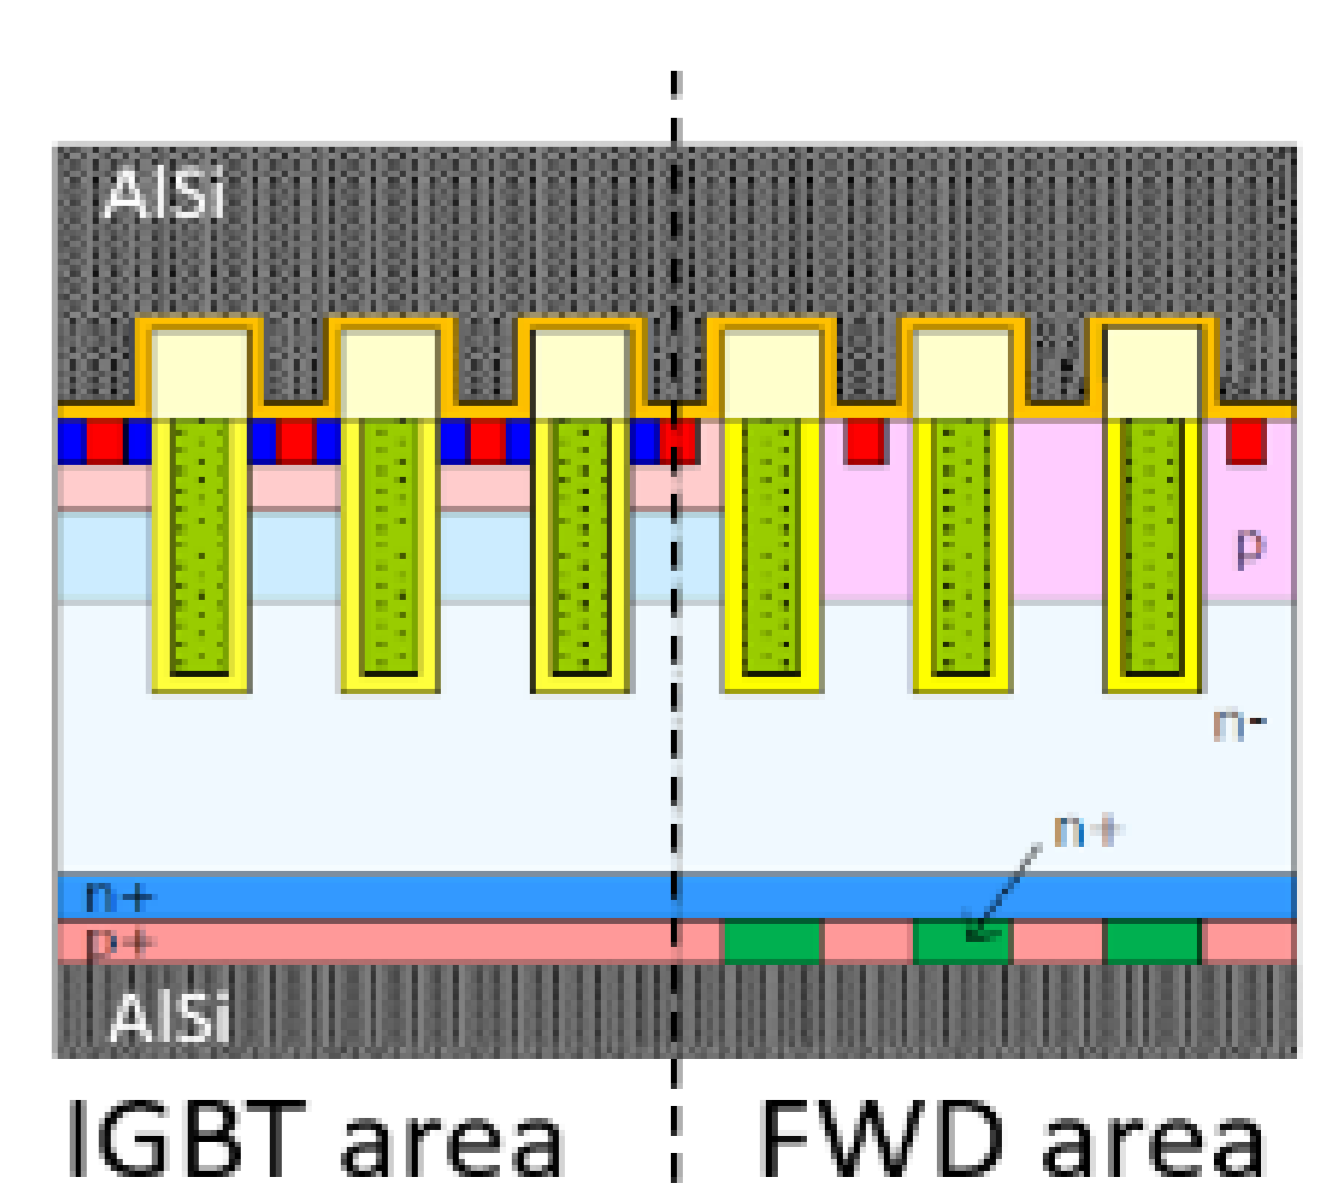 AlSi
p
n-
n+
n+
p+
AlSi
IGBT area
FWD area